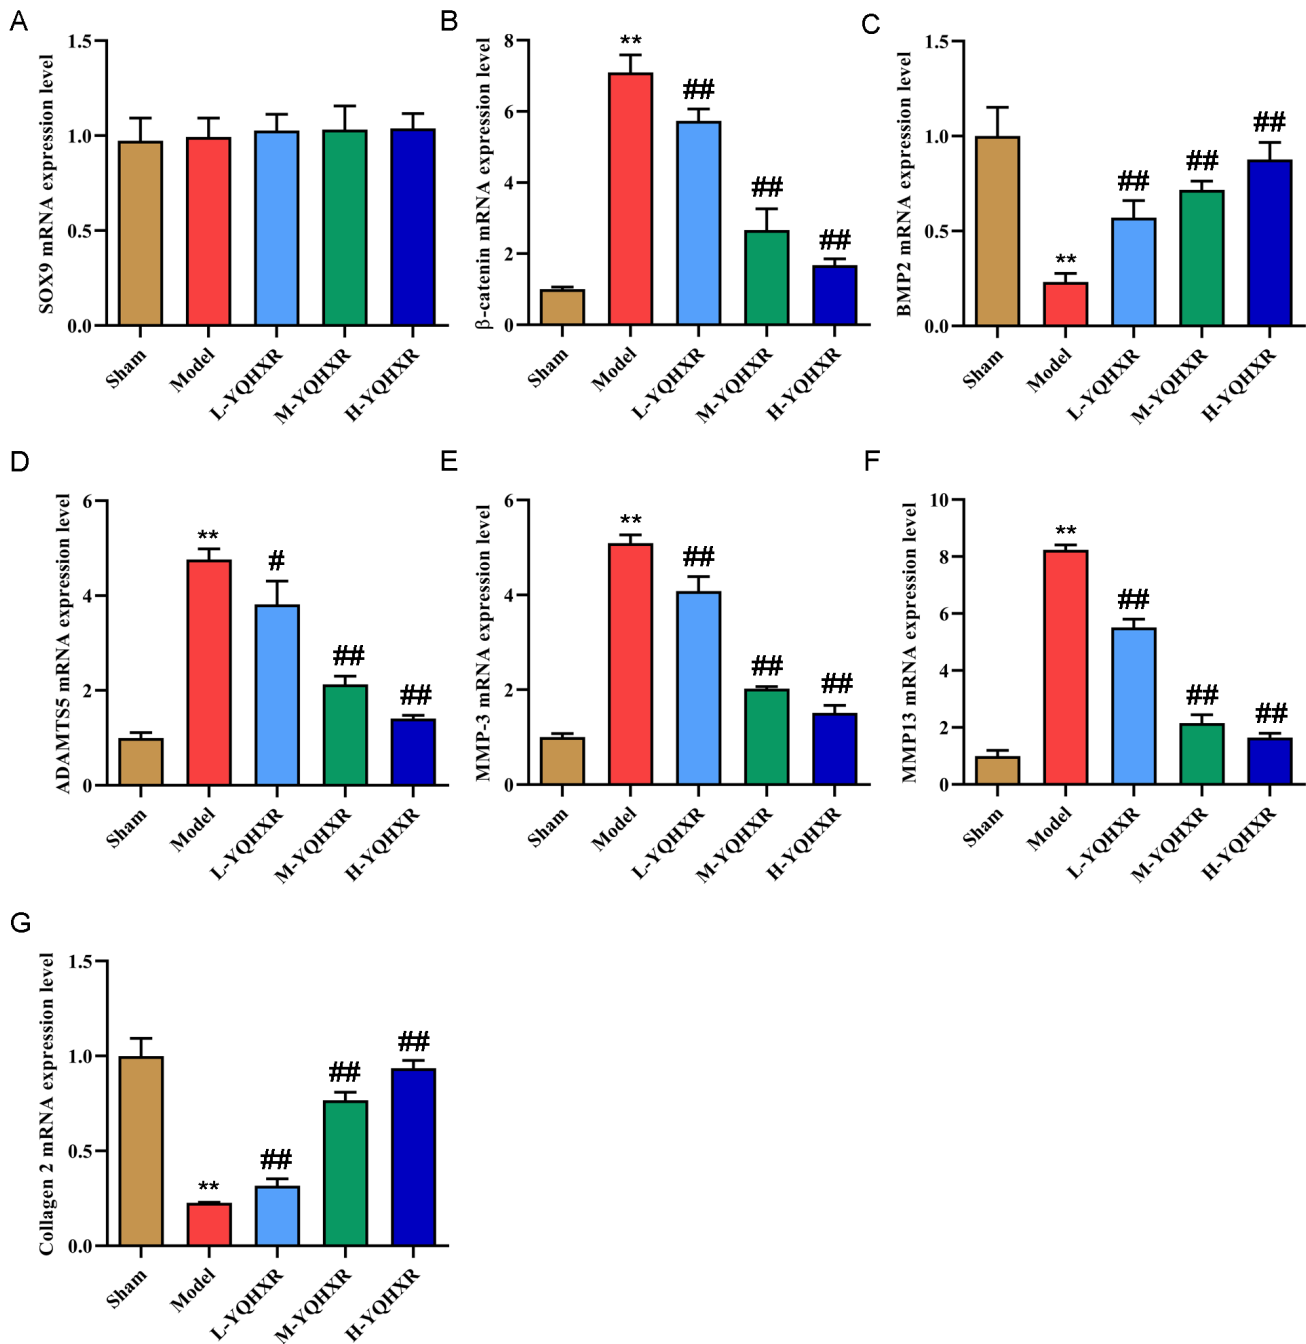 A
SOX9 mRNA expression level
1.5
1.0
0.5
0.0
Sham
Model
L-YQHXR
M-YQHXR
H-YQHXR
B
β-catenin mRNA expression level
8
6
4
2
0
**
##
##
##
Sham
Model
L-YQHXR
M-YQHXR
H-YQHXR
C
BMP2 mRNA expression level
1.5
1.0
0.5
0.0
**
##
##
##
Sham
Model
L-YQHXR
M-YQHXR
H-YQHXR
D
ADAMTS5 mRNA expression level
6
4
2
0
**
#
##
##
Sham
Model
L-YQHXR
M-YQHXR
H-YQHXR
E
MMP-3 mRNA expression level
6
4
2
0
**
##
##
##
Sham
Model
L-YQHXR
M-YQHXR
H-YQHXR
F
MMP13 mRNA expression level
10
8
6
4
2
0
**
##
##
##
Sham
Model
L-YQHXR
M-YQHXR
H-YQHXR
G
Collagen 2 mRNA expression level
1.5
1.0
0.5
0.0
**
##
##
##
Sham
Model
L-YQHXR
M-YQHXR
H-YQHXR